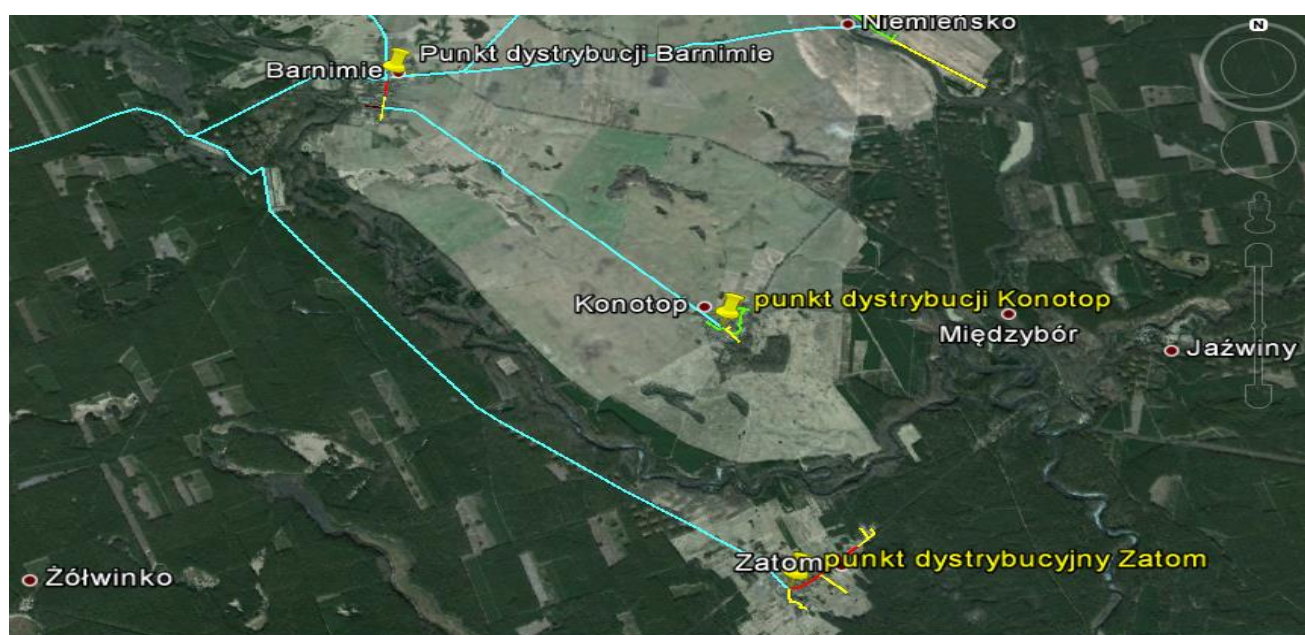 Niemieńsko
N
Punkt dystrybucji Barnimie
Barnimie
Konotop
punkt dystrybucji Konotop
Międzybór
Jaźwiny
Zatom
punkt dystrybucyjny Zatom
Żółwinko